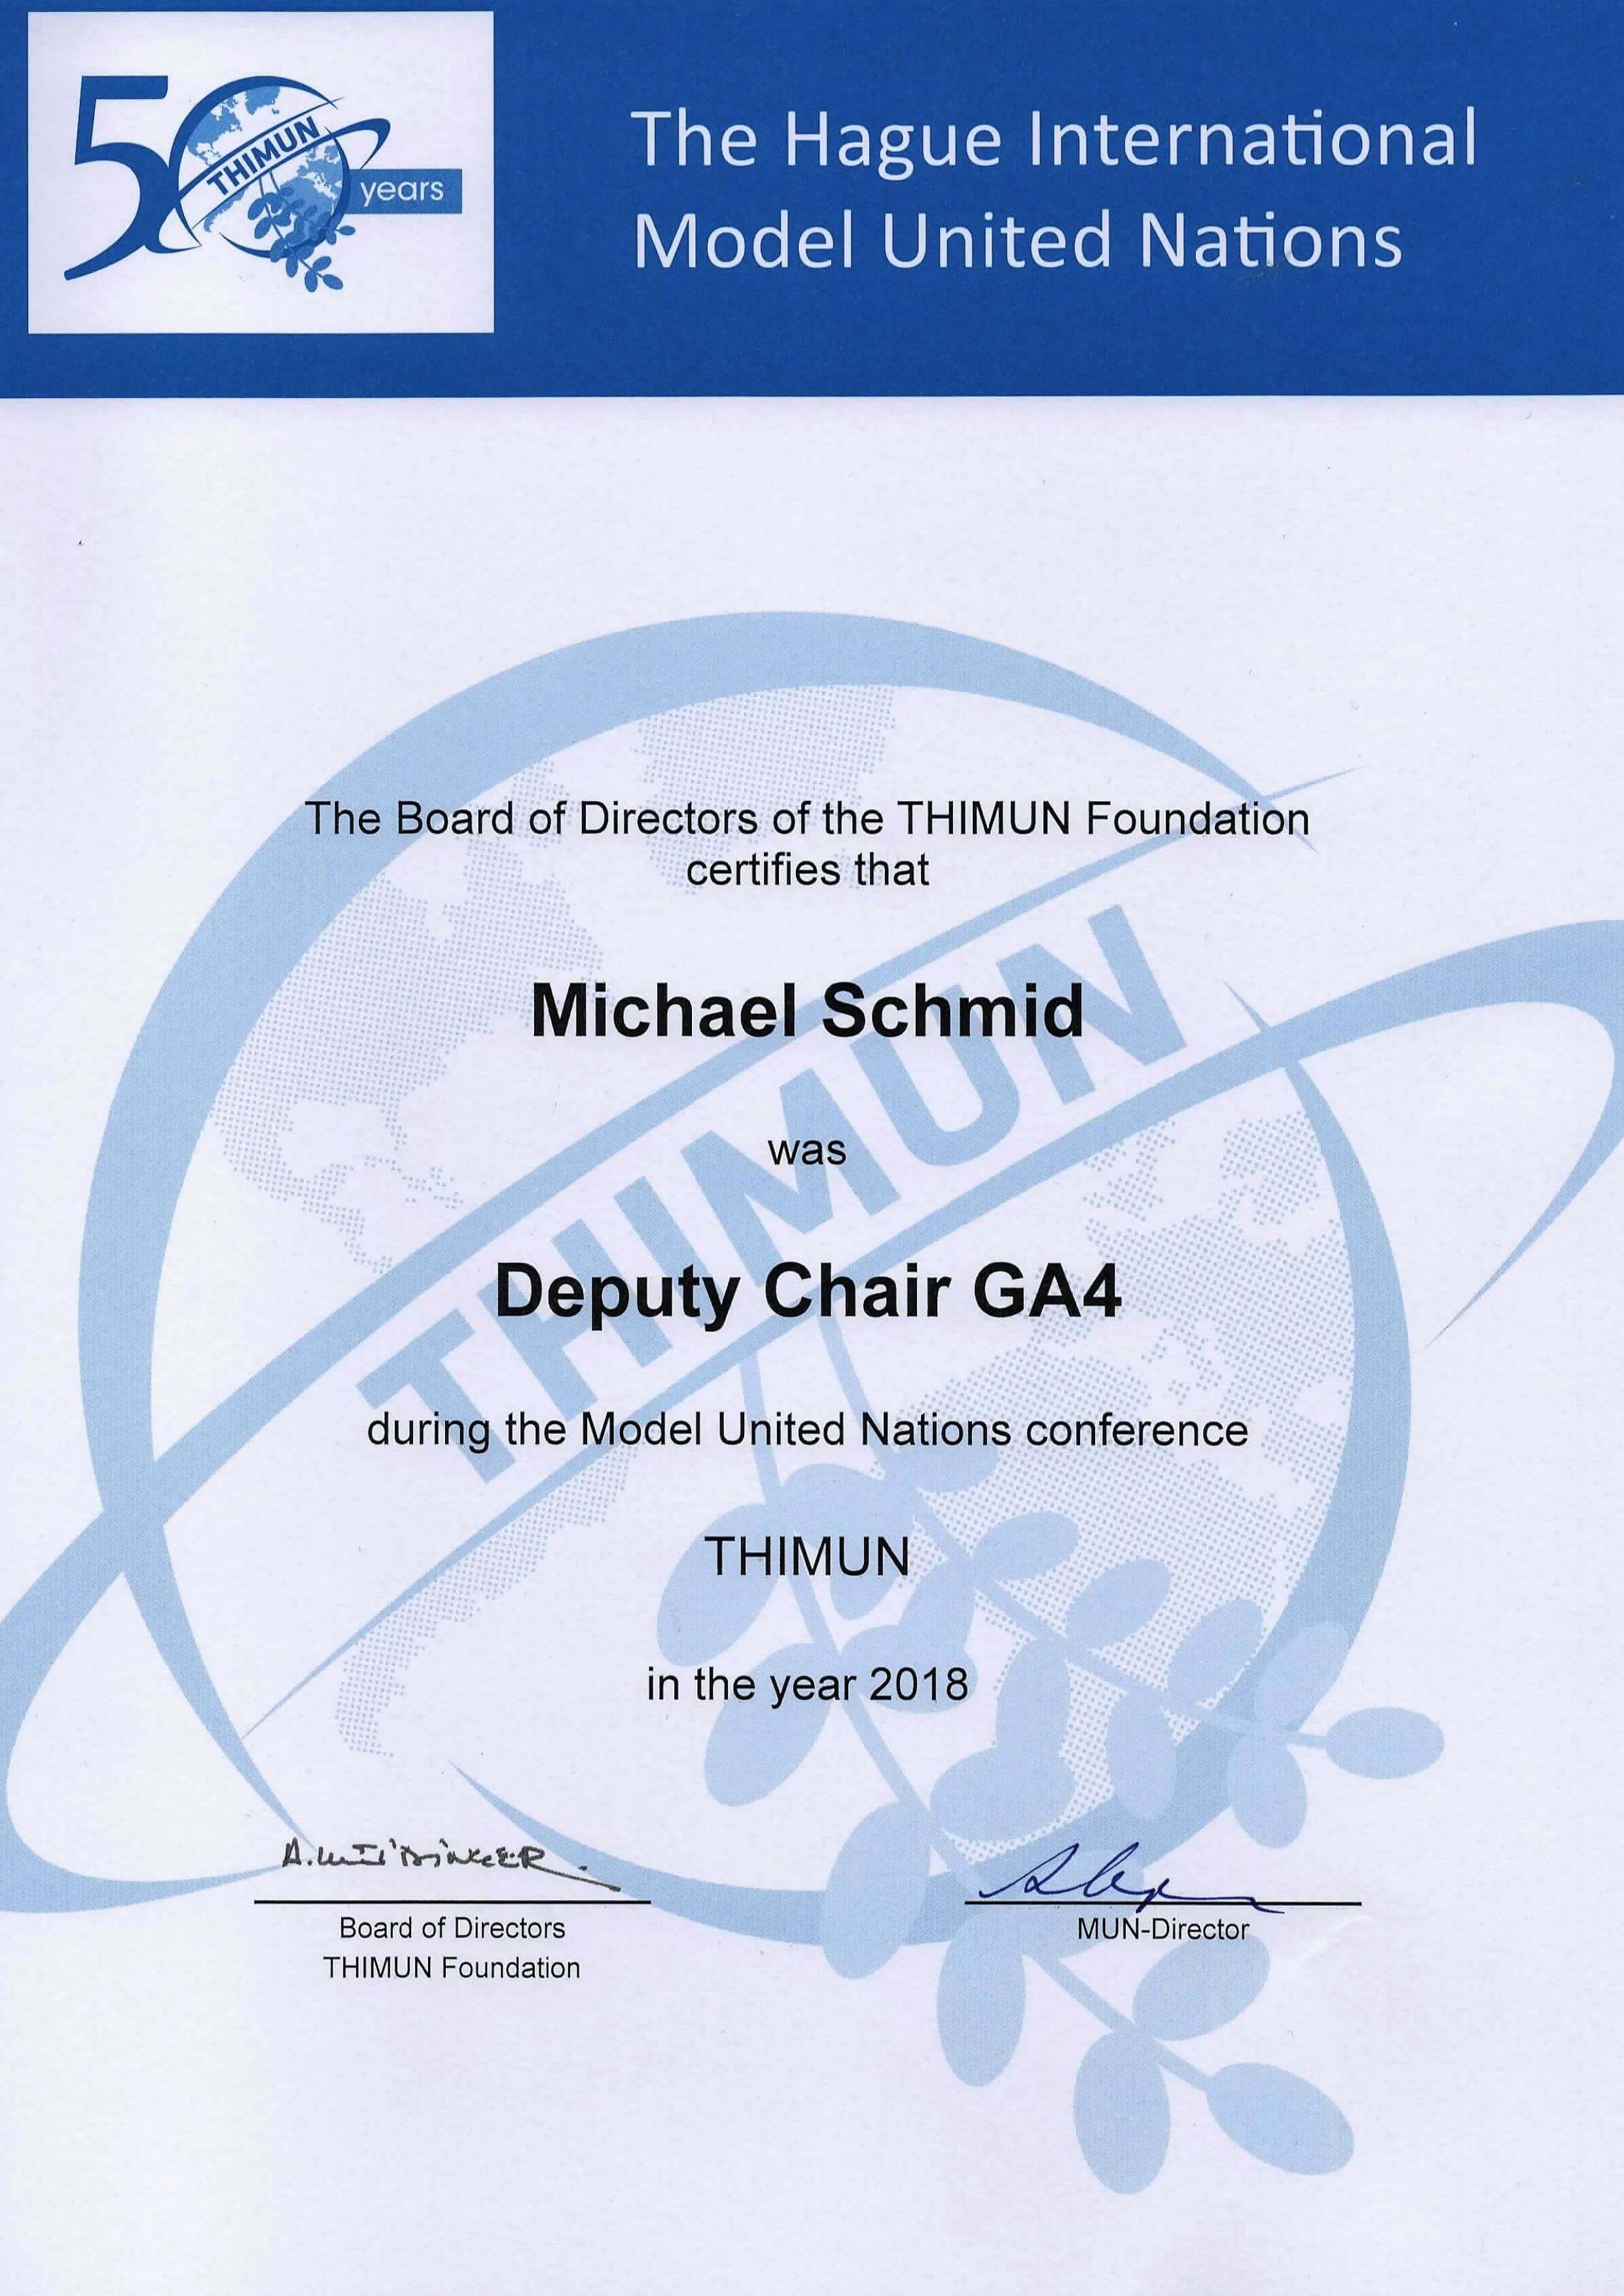 50 THIMUN years
The Hague International
Model United Nations
The Board of Directors of the THIMUN Foundation
certifies that
Michael Schmid
was
Deputy Chair GA4
during the Model United Nations conference
THIMUN
in the year 2018
THIMUN
Board of Directors
THIMUN Foundation
MUN-Director